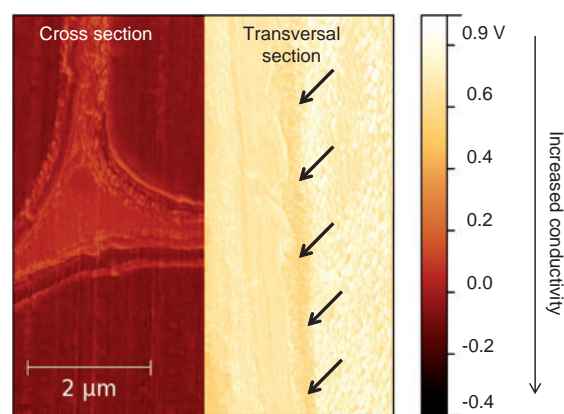 Cross section
Transversal
section
2 μm
0.9 V
0.6
0.4
0.2
0.0
-0.2
-0.4
Increased conductivity